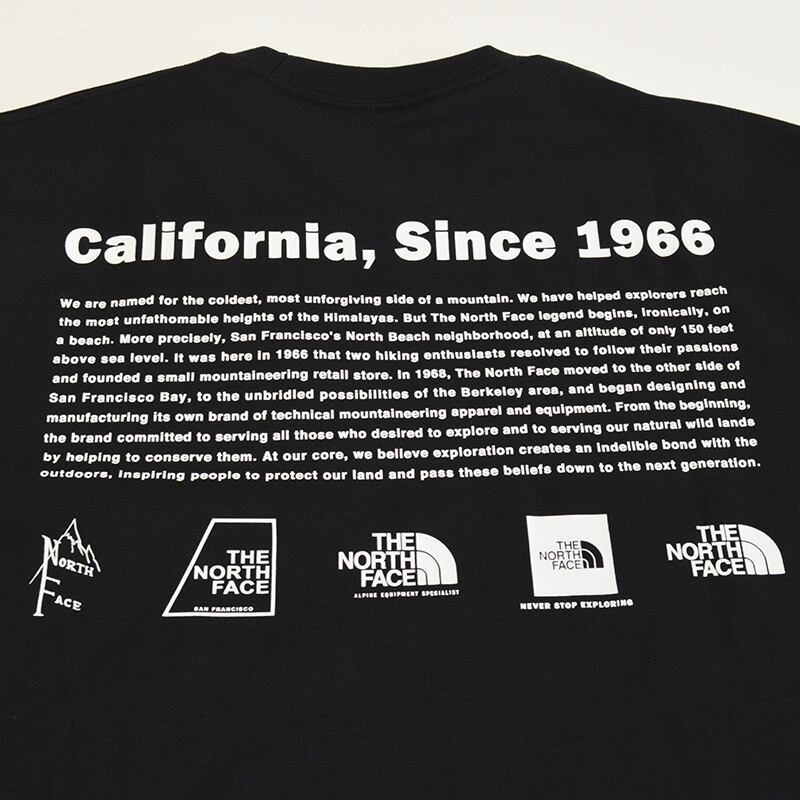 California, Since 1966
We are named for the coldest, most unforgiving side of a mountain. We have helped explorers reach
the most unfathomable heights of the Himalayas. But The North Face legend begins, ironically, on
a beach. More precisely, San Francisco's North Beach neighborhood, at an altitude of only 150 feet
above sea level. It was here in 1966 that two hiking enthusiasts resolved to follow their passions
and founded a small mountaineering retail store. In 1968, The North Face moved to the other side of
San Francisco Bay, to the unbridled possibilities of the Berkeley area, and began designing and
manufacturing its own brand of technical mountaineering apparel and equipment. From the beginning,
the brand committed to serving all those who desired to explore and to serving our natural wild lands
by helping to conserve them. At our core, we believe exploration creates an indelible bond with the
outdoors, inspiring people to protect our land and pass these beliefs down to the next generation.
NORTH
FACE
THE
NORTH
FACE
SAN FRANCISCO
THE
NORTH
FACE
ALPINE EQUIPMENT SPECIALIST
THE
NORTH
FACE
NEVER STOP EXPLORING
THE
NORTH
FACE